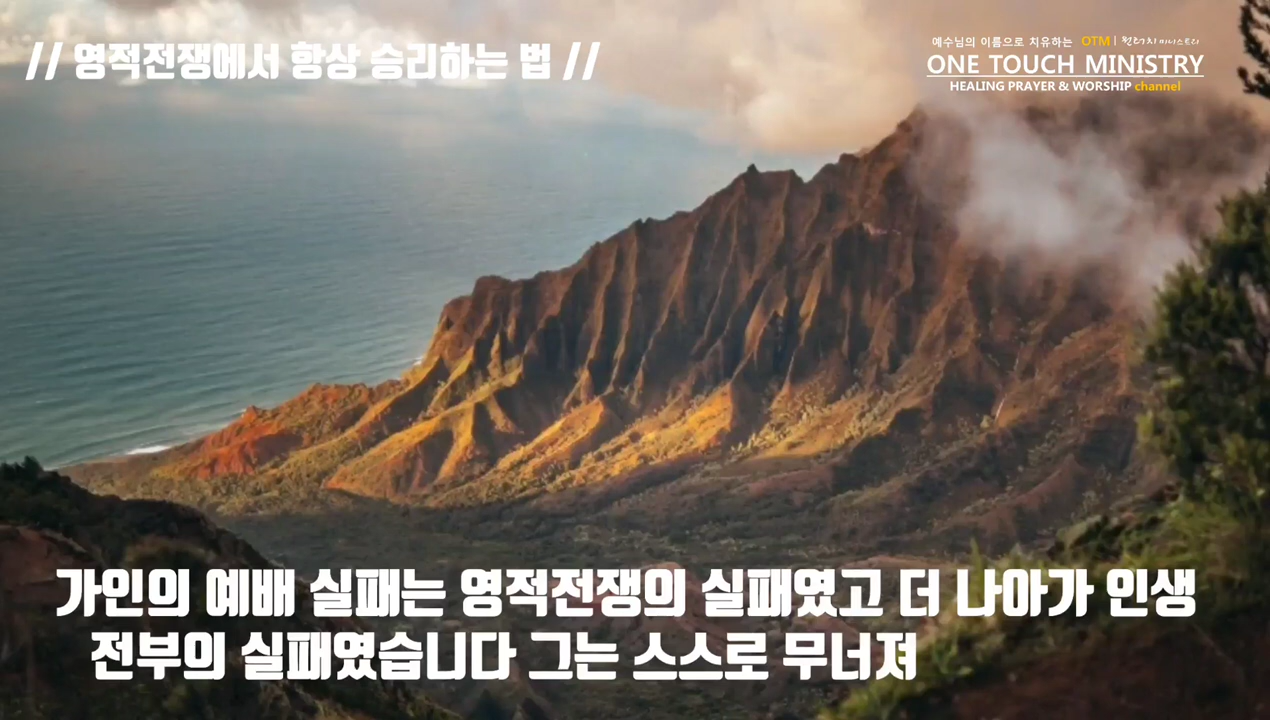 // 영적전쟁에서 항상 승리하는 법 //
예수님의 이름으로 치유하는 OTM | 원터치 미니스트리
ONE TOUCH MINISTRY
HEALING PRAYER & WORSHIP channel
가인의 예배 실패는 영적전쟁의 실패였고 더 나아가 인생
전부의 실패였습니다 그는 스스로 무너져